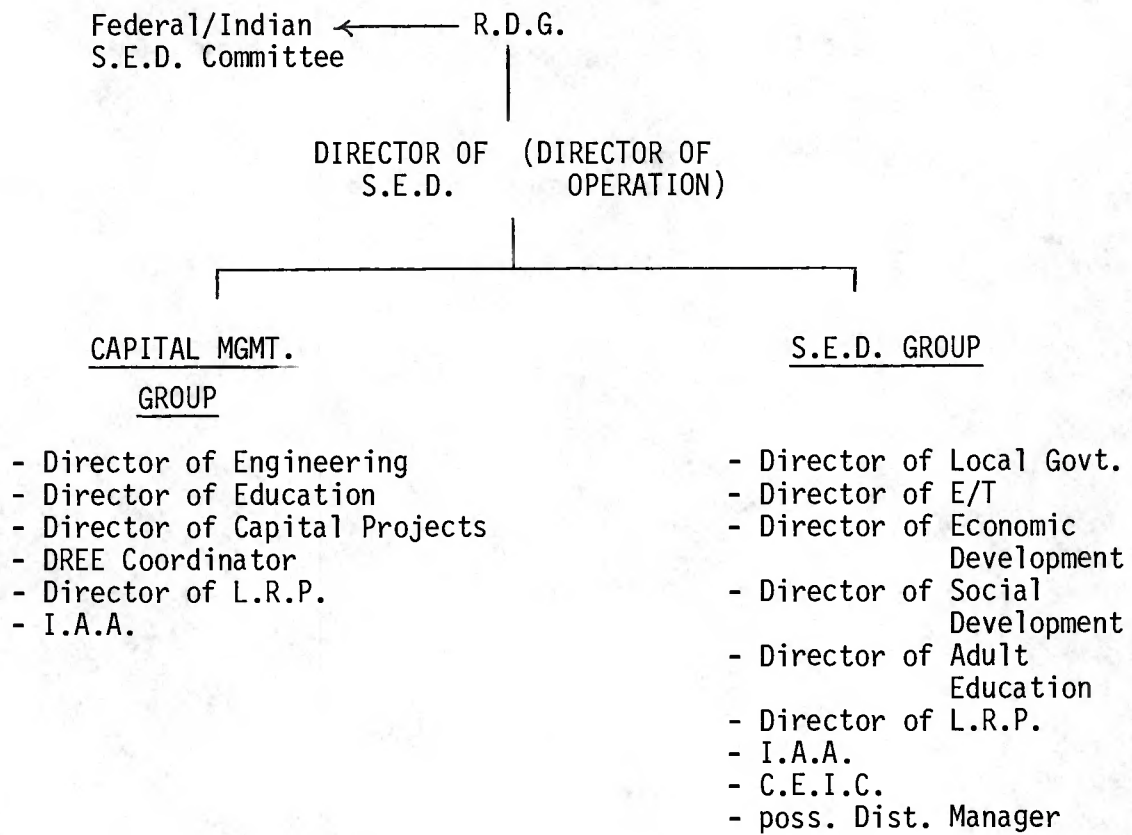 Federal/Indian ← R.D.G.
S.E.D. Committee
DIRECTOR OF (DIRECTOR OF
S.E.D. OPERATION)
CAPITAL MGMT.
GROUP
- Director of Engineering
- Director of Education
- Director of Capital Projects
- DREE Coordinator
- Director of L.R.P.
- I.A.A.
S.E.D. GROUP
- Director of Local Govt.
- Director of E/T
- Director of Economic
Development
- Director of Social
Development
- Director of Adult
Education
- Director of L.R.P.
- I.A.A.
- C.E.I.C.
- poss. Dist. Manager